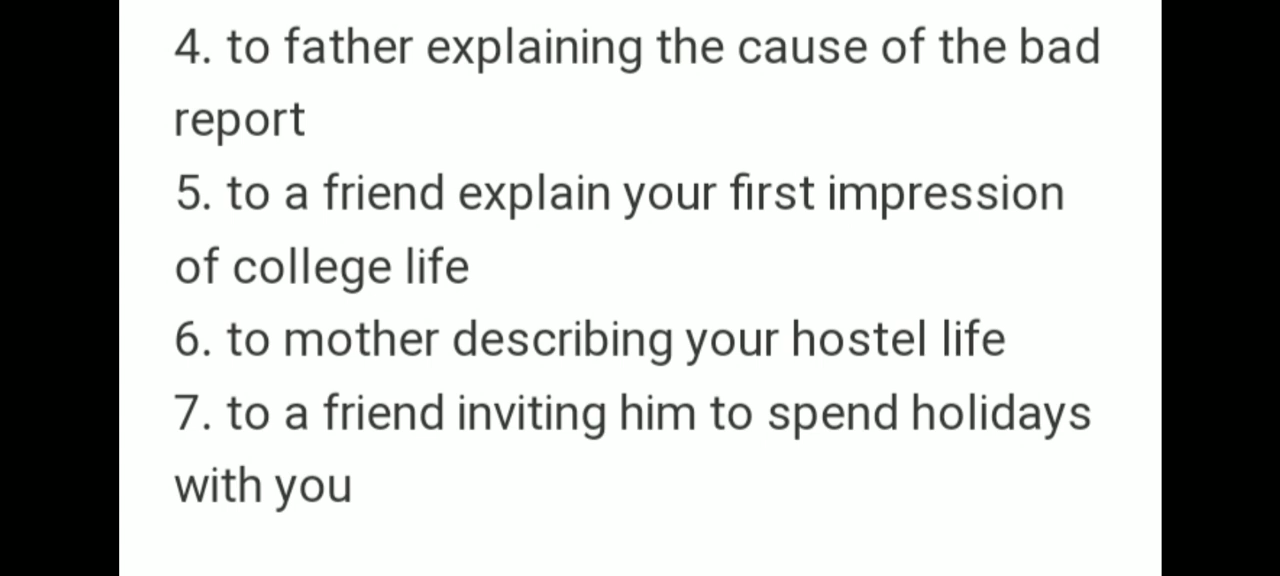 4. to father explaining the cause of the bad
report
5. to a friend explain your first impression
of college life
6. to mother describing your hostel life
7. to a friend inviting him to spend holidays
with you